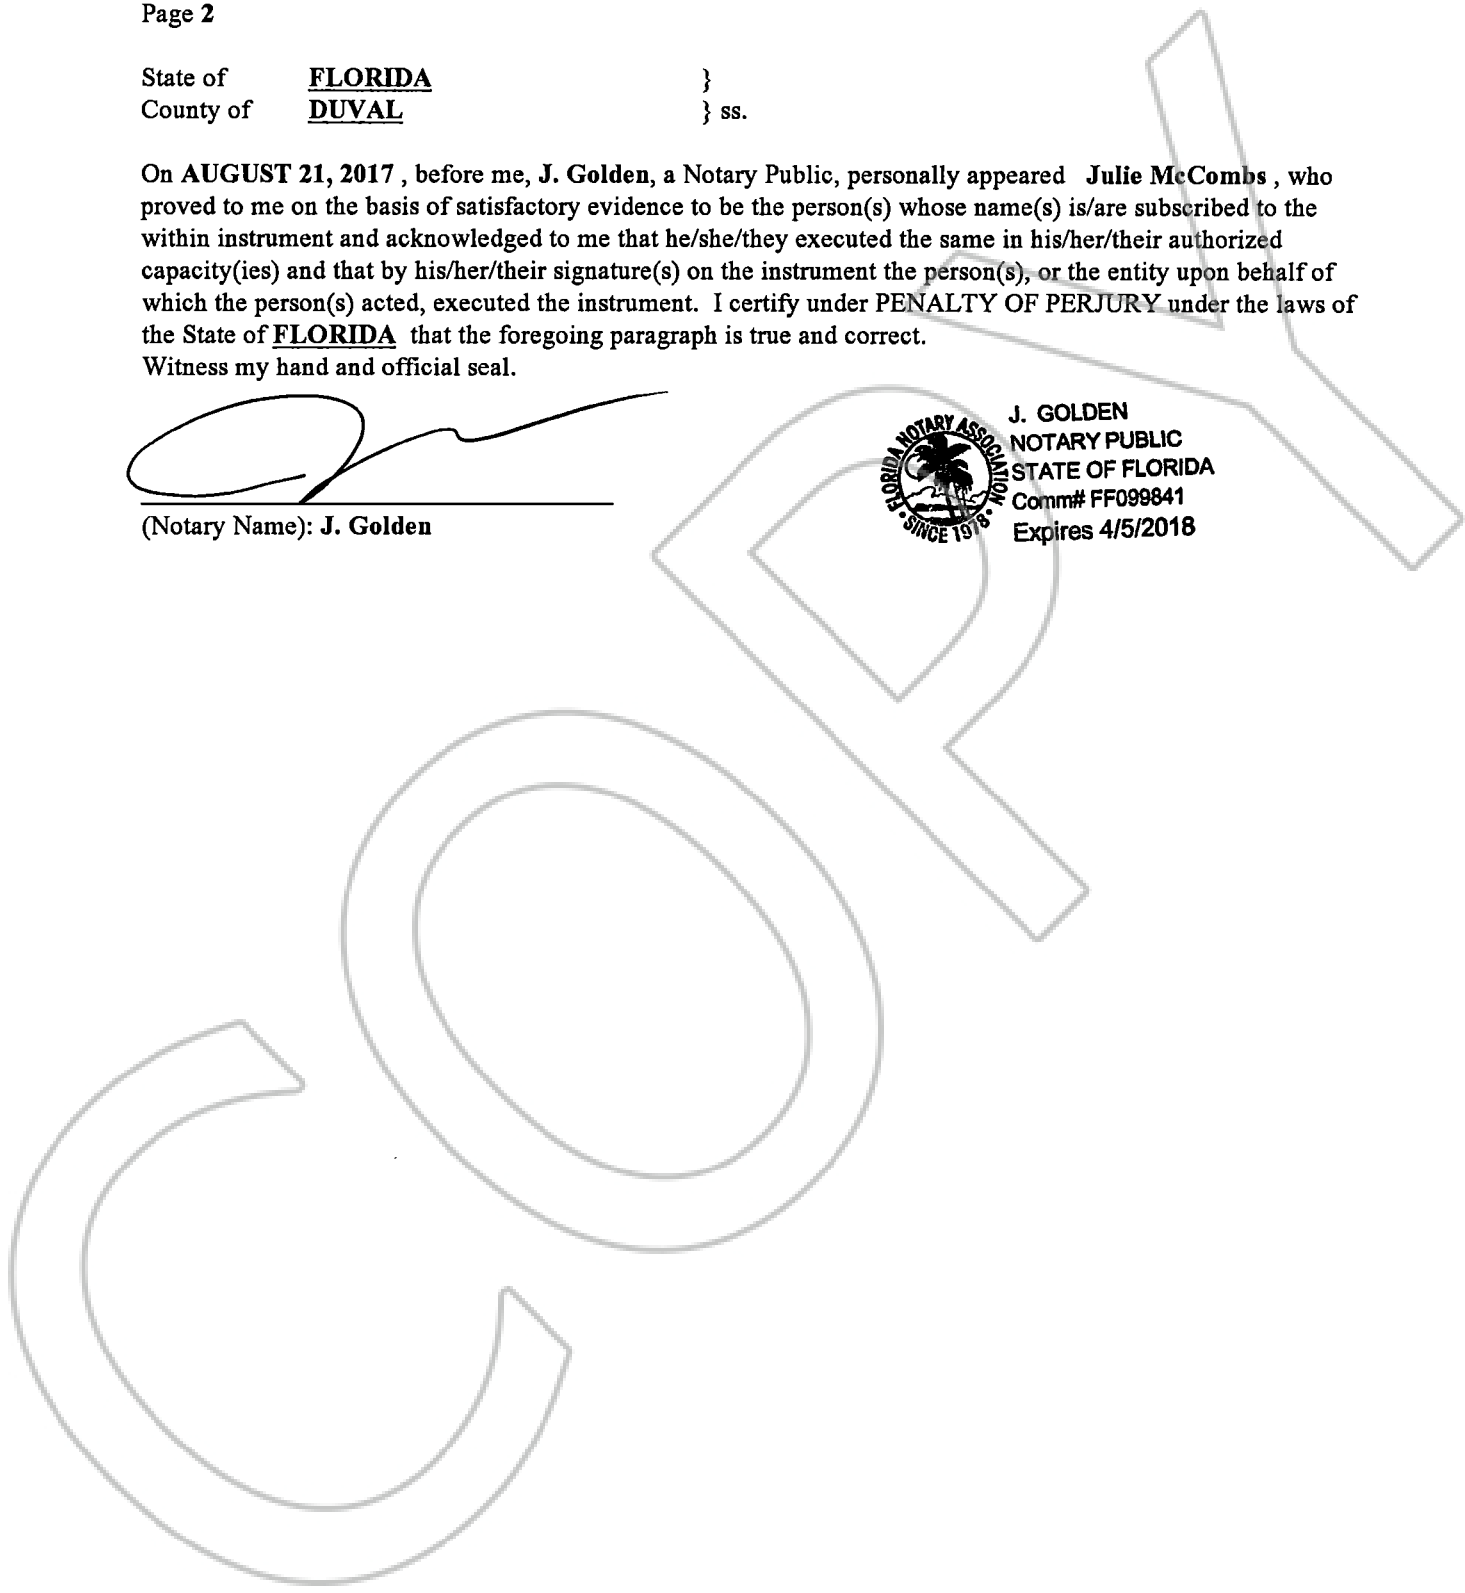 Page 2
State of FLORIDA }
County of DUVAL } ss.
On AUGUST 21, 2017 , before me, J. Golden, a Notary Public, personally appeared Julie McCombs , who
proved to me on the basis of satisfactory evidence to be the person(s) whose name(s) is/are subscribed to the
within instrument and acknowledged to me that he/she/they executed the same in his/her/their authorized
capacity(ies) and that by his/her/their signature(s) on the instrument the person(s), or the entity upon behalf of
which the person(s) acted, executed the instrument. I certify under PENALTY OF PERJURY under the laws of
the State of FLORIDA that the foregoing paragraph is true and correct.
Witness my hand and official seal.
(Notary Name): J. Golden
FLORIDA NOTARY ASSOCIATION
• SINCE 1978 •
J. GOLDEN
NOTARY PUBLIC
STATE OF FLORIDA
Comm# FF099841
Expires 4/5/2018
COPY